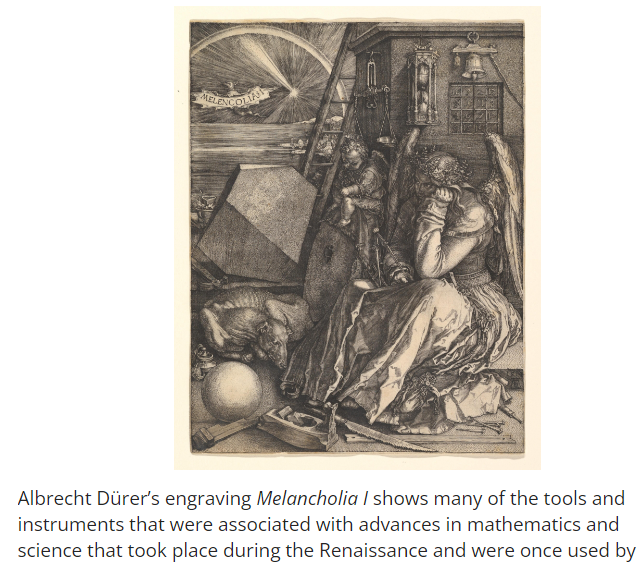 MELENCOLIA I
Albrecht Dürer’s engraving Melancholia I shows many of the tools and
instruments that were associated with advances in mathematics and
science that took place during the Renaissance and were once used by